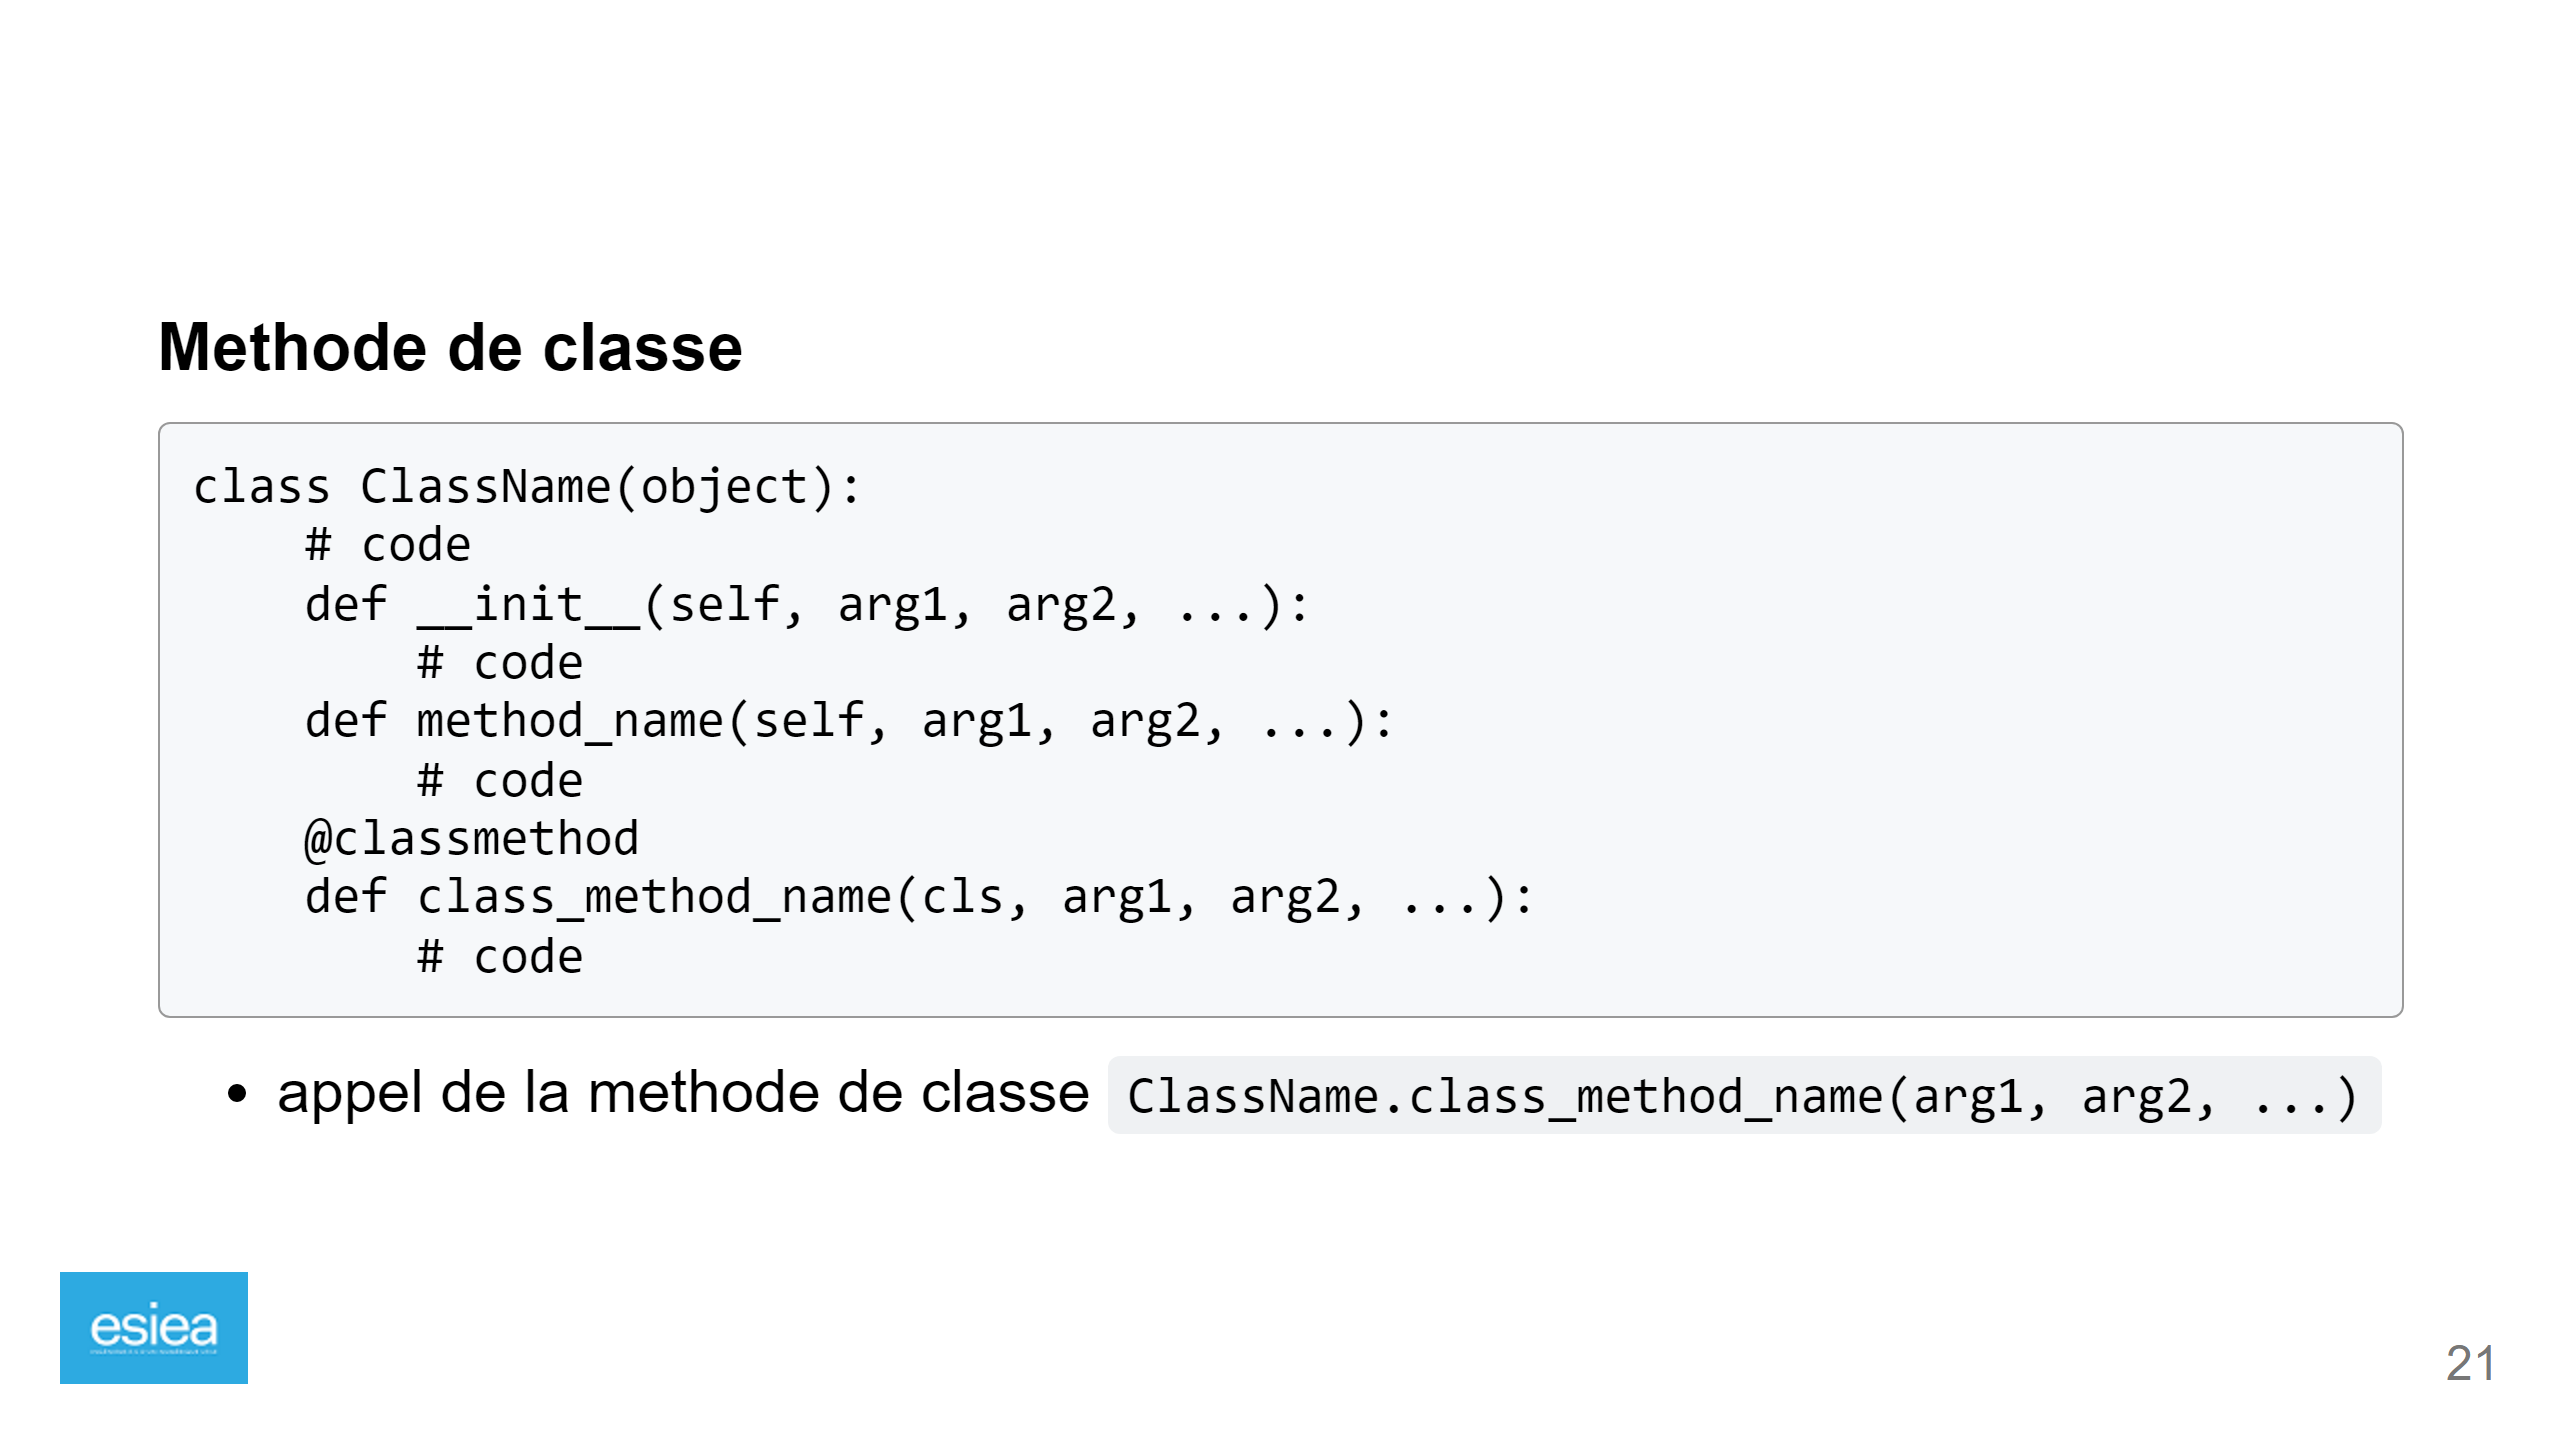 Methode de classe
class ClassName(object):
    # code
    def __init__(self, arg1, arg2, ...):
        # code
    def method_name(self, arg1, arg2, ...):
        # code
    @classmethod
    def class_method_name(cls, arg1, arg2, ...):
        # code
• appel de la methode de classe ClassName.class_method_name(arg1, arg2, ...)
esiea
21